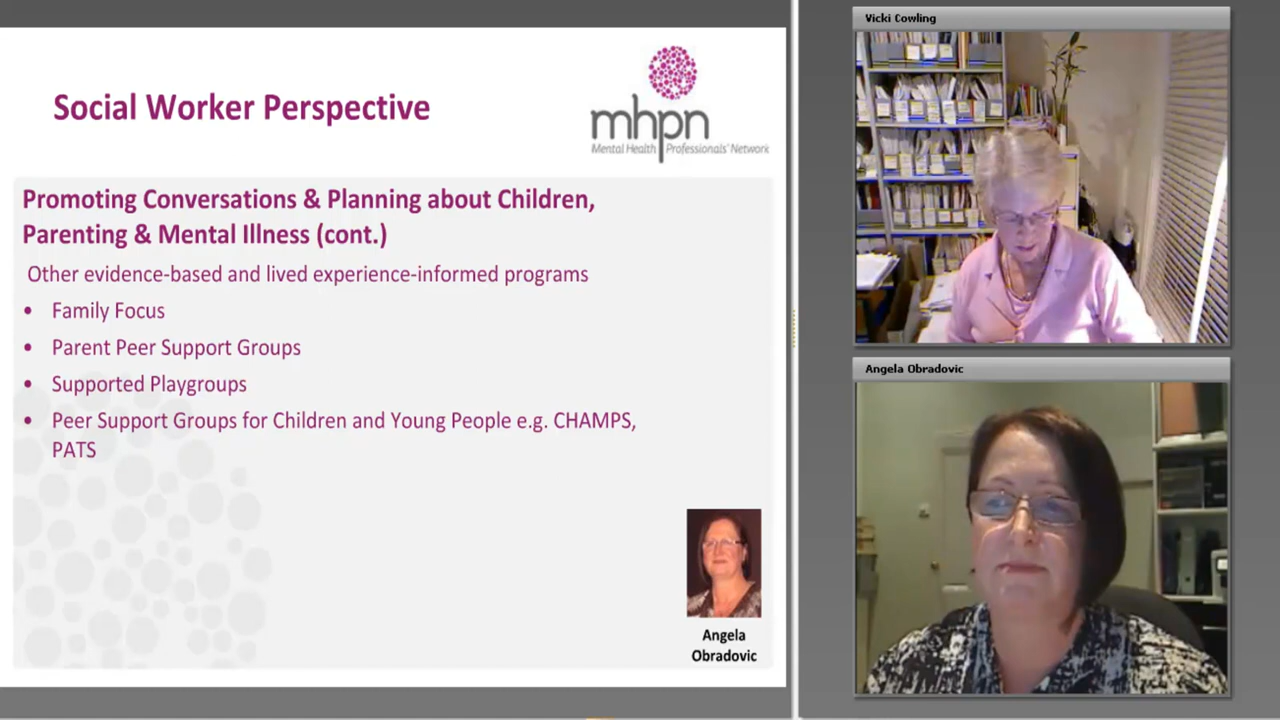 Social Worker Perspective
mhpn
Mental Health Professionals' Network
Promoting Conversations & Planning about Children,
Parenting & Mental Illness (cont.)
Other evidence-based and lived experience-informed programs
• Family Focus
• Parent Peer Support Groups
• Supported Playgroups
• Peer Support Groups for Children and Young People e.g. CHAMPS,
PATS
Angela
Obradovic
Vicki Cowling
Angela Obradovic